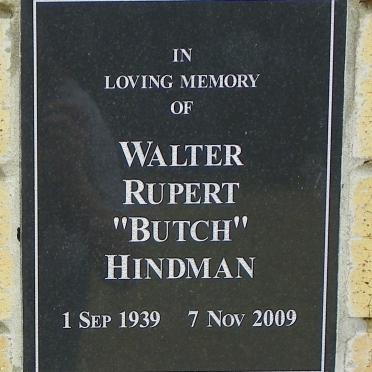 IN
LOVING MEMORY
OF
WALTER
RUPERT
"BUTCH"
HINDMAN
1 SEP 1939 7 NOV 2009